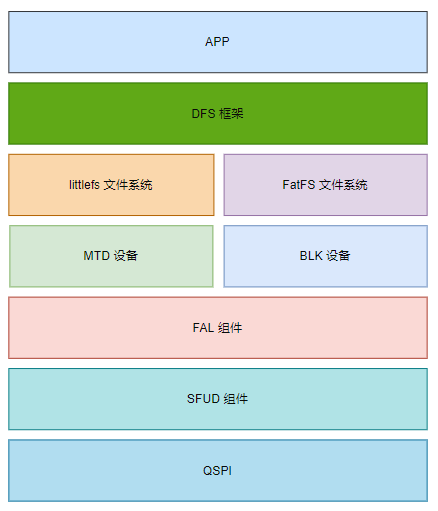 APP
DFS 框架
littlefs 文件系统
FatFS 文件系统
MTD 设备
BLK 设备
FAL 组件
SFUD 组件
QSPI